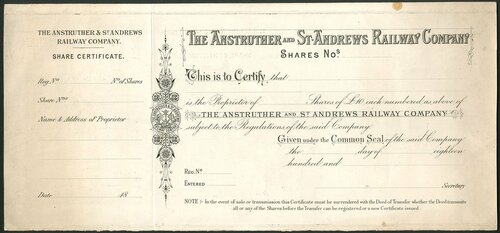 THE ANSTRUTHER & ST ANDREWS
RAILWAY COMPANY.
SHARE CERTIFICATE.
Reg. No
No of Shares
Share Nos
Name & Address of Proprietor
Date
18
THE ANSTRUTHER AND ST. ANDREWS RAILWAY COMPANY
SHARES Nos
This is to Certify, that
is the Proprietor of Shares of £10 each numbered as above of
THE ANSTRUTHER AND ST ANDREWS RAILWAY COMPANY
subject to the Regulations of the said Company.
Given under the Common Seal of the said Company
the day of eighteen
hundred and
REG. No
ENTERED
Secretary
NOTE :- In the event of sale or transmission this Certificate must be surrendered with the Deed of Transfer whether the Deed transmits
all or any of the Shares before the Transfer can be registered or a new Certificate issued.